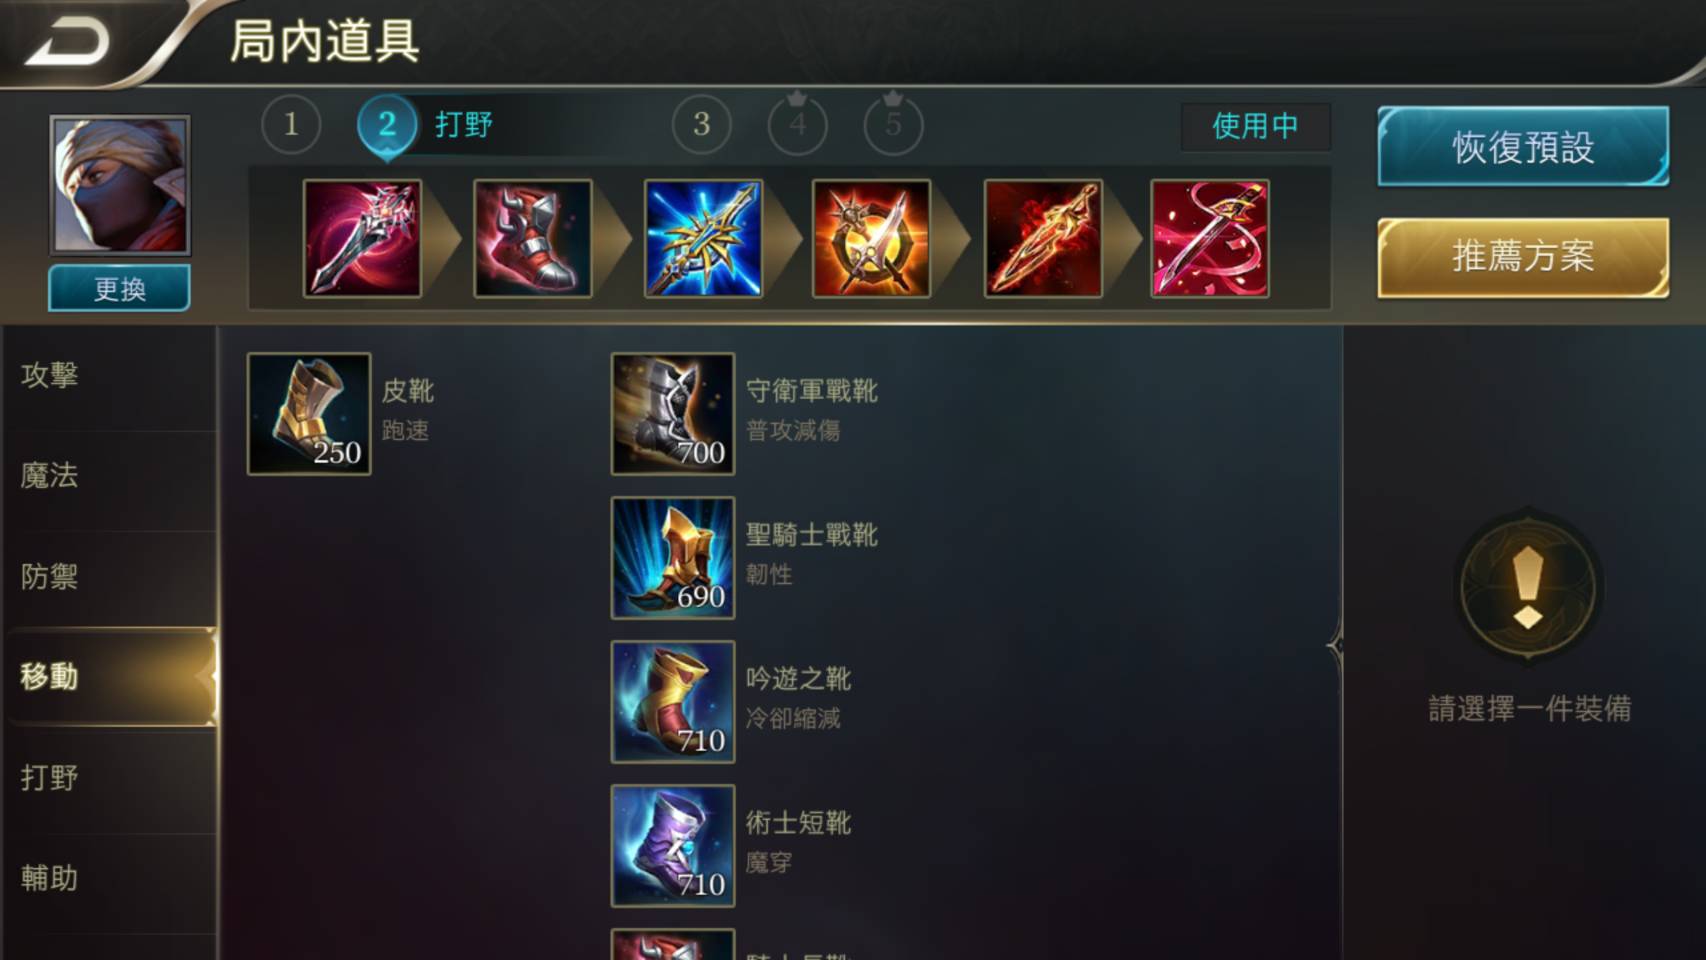 局內道具
1
2
打野
3
4
5
使用中
恢復預設
推薦方案
更換
攻擊
魔法
防禦
移動
打野
輔助
250
皮靴
跑速
700
守衛軍戰靴
普攻減傷
690
聖騎士戰靴
韌性
710
吟遊之靴
冷卻縮減
710
術士短靴
魔穿
請選擇一件裝備